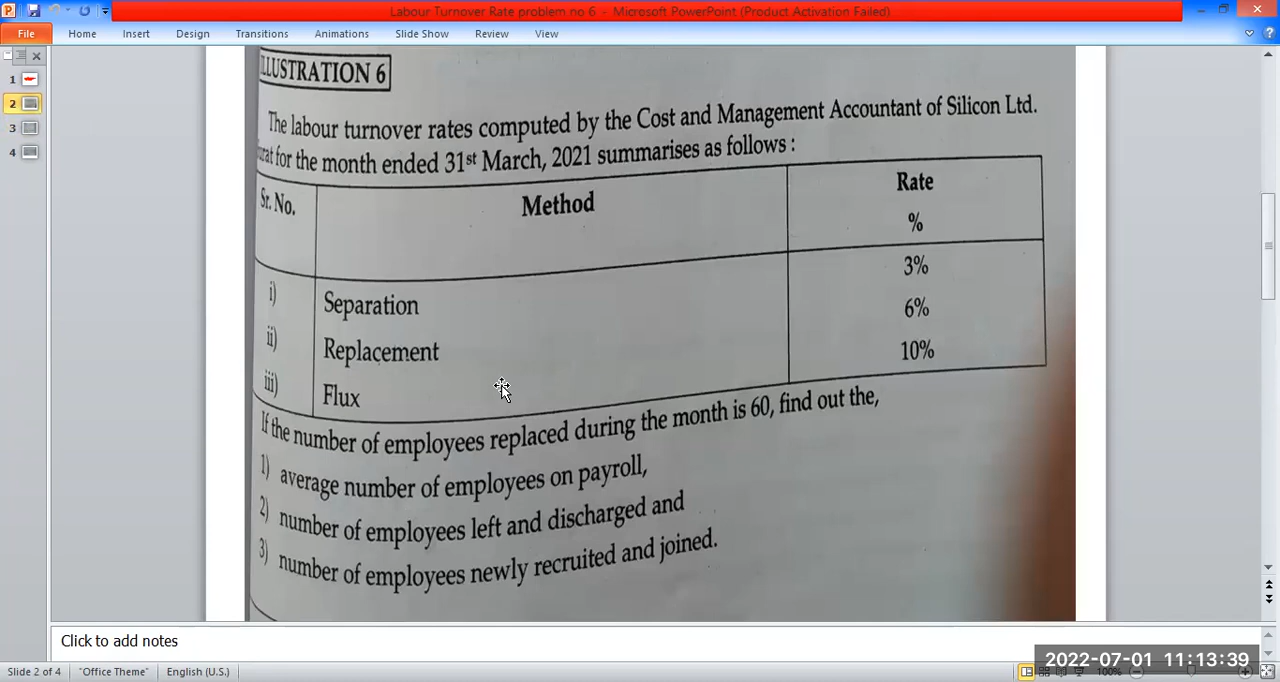 Labour Turnover Rate problem no 6 - Microsoft PowerPoint (Product Activation Failed)
File Home Insert Design Transitions Animations Slide Show Review View
1
2
3
4
ILLUSTRATION 6
The labour turnover rates computed by the Cost and Management Accountant of Silicon Ltd.
for the month ended 31st March, 2021 summarises as follows :
Sr. No. Method Rate
%
i) Separation 3%
ii) Replacement 6%
iii) Flux 10%
If the number of employees replaced during the month is 60, find out the,
1) average number of employees on payroll,
2) number of employees left and discharged and
3) number of employees newly recruited and joined.
Click to add notes
Slide 2 of 4 "Office Theme" English (U.S.) 100%
2022-07-01 11:13:39